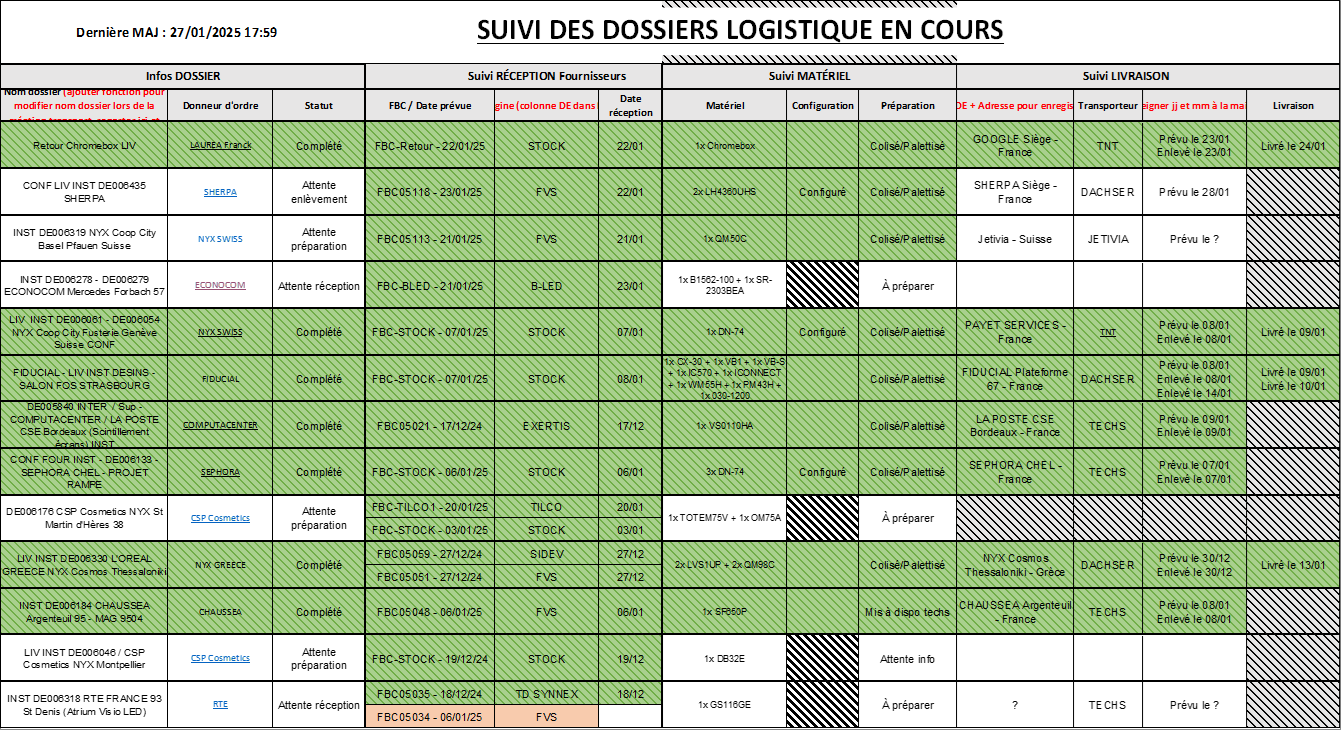 Dernière MAJ : 27/01/2025 17:59
SUIVI DES DOSSIERS LOGISTIQUE EN COURS
Infos DOSSIER
Suivi RÉCEPTION Fournisseurs
Suivi MATÉRIEL
Suivi LIVRAISON
Nom dossier (ajouter fonction pour
modifier nom dossier lors de la
Donneur d'ordre
Statut
FBC / Date prévue
gine (colonne DE dans
Date
réception
Matériel
Configuration
Préparation
DE + Adresse pour enregis
Transporteur
eigner jj et mm à la ma
Livraison
Retour Chromebox LIV
LAUREA Franck
Complété
FBC-Retour - 22/01/25
STOCK
22/01
1x Chromebox
Colisé/Palettisé
GOOGLE Siège -
France
TNT
Prévu le 23/01
Enlevé le 23/01
Livré le 24/01
CONF LIV INST DE006435
SHERPA
SHERPA
Attente
enlèvement
FBC05118 - 23/01/25
FVS
22/01
2x LH4360UHS
Configuré
Colisé/Palettisé
SHERPA Siège -
France
DACHSER
Prévu le 28/01
INST DE006319 NYX Coop City
Basel Pfauen Suisse
NYX SWISS
Attente
préparation
FBC05113 - 21/01/25
FVS
21/01
1x QM50C
Colisé/Palettisé
Jetivia - Suisse
JETIVIA
Prévu le ?
INST DE006278 - DE006279
ECONOCOM Mercedes Forbach 57
ECONOCOM
Attente réception
FBC-BLED - 21/01/25
B-LED
23/01
1x B1562-100 + 1x SR-
2303BEA
À préparer
LIV INST DE006061 - DE006054
NYX Coop City Fusterie Genève
Suisse CONF
NYX SWISS
Complété
FBC-STOCK - 07/01/25
STOCK
07/01
1x DN-74
Configuré
Colisé/Palettisé
PAYET SERVICES -
France
TNT
Prévu le 08/01
Enlevé le 08/01
Livré le 09/01
FIDUCIAL - LIV INST DESINS -
SALON FOS STRASBOURG
FIDUCIAL
Complété
FBC-STOCK - 07/01/25
STOCK
08/01
1x CX-30 + 1x VB1 + 1x VB-S
+ 1x IC570 + 1x ICONNECT
+ 1x WM55H + 1x PM43H +
1x 030-1200
Colisé/Palettisé
FIDUCIAL Plateforme
67 - France
DACHSER
Prévu le 08/01
Enlevé le 08/01
Enlevé le 14/01
Livré le 09/01
Livré le 10/01
DE005840 INTER / Sup -
COMPUTACENTER / LA POSTE
CSE Bordeaux (Scintillement
écrans) INST
COMPUTACENTER
Complété
FBC05021 - 17/12/24
EXERTIS
17/12
1x VS0110HA
Colisé/Palettisé
LA POSTE CSE
Bordeaux - France
TECHS
Prévu le 09/01
Enlevé le 09/01
CONF FOUR INST - DE006133 -
SEPHORA CHEL - PROJET
RAMPE
SEPHORA
Complété
FBC-STOCK - 06/01/25
STOCK
06/01
3x DN-74
Configuré
Colisé/Palettisé
SEPHORA CHEL -
France
TECHS
Prévu le 07/01
Enlevé le 07/01
DE006176 CSP Cosmetics NYX St
Martin d'Hères 38
CSP Cosmetics
Attente
préparation
FBC-TILCO1 - 20/01/25
TILCO
20/01
FBC-STOCK - 03/01/25
STOCK
03/01
1x TOTEM75V + 1x OM75A
À préparer
LIV INST DE006330 L'OREAL
GREECE NYX Cosmos Thessaloniki
NYX GREECE
Complété
FBC05059 - 27/12/24
SIDEV
27/12
FBC05051 - 27/12/24
FVS
27/12
2x LVS1UP + 2x QM98C
Colisé/Palettisé
NYX Cosmos
Thessaloniki - Grèce
DACHSER
Prévu le 30/12
Enlevé le 30/12
Livré le 13/01
INST DE006184 CHAUSSEA
Argenteuil 95 - MAG 9504
CHAUSSEA
Complété
FBC05048 - 06/01/25
FVS
06/01
1x SR650P
Mis à dispo techs
CHAUSSEA Argenteuil
- France
TECHS
Prévu le 08/01
Enlevé le 08/01
LIV INST DE006046 / CSP
Cosmetics NYX Montpellier
CSP Cosmetics
Attente
préparation
FBC-STOCK - 19/12/24
STOCK
19/12
1x DB32E
Attente info
INST DE006318 RTE FRANCE 93
St Denis (Atrium Visio LED)
RTE
Attente réception
FBC05035 - 18/12/24
TD SYNNEX
18/12
FBC05034 - 06/01/25
FVS
1x GS116GE
À préparer
?
TECHS
Prévu le ?